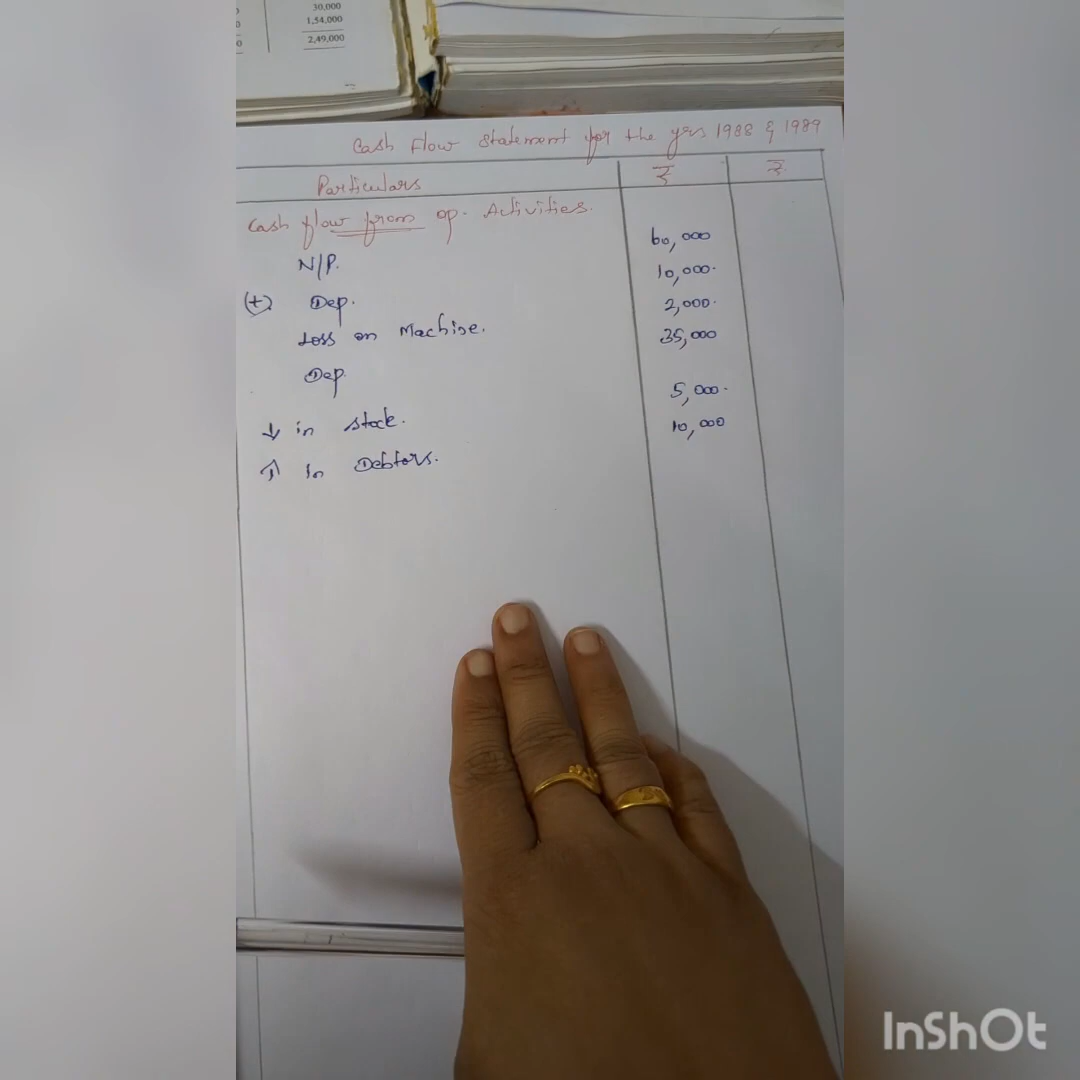 30,000
1,54,000
2,49,000
Cash Flow Statement for the yrs 1988 & 1989
Particulars ₹ ₹
Cash flow from op. Activities.
N/P. 60,000
(+) Dep. 10,000.
Loss on Machine. 2,000.
Dep. 35,000
↓ in stock. 5,000.
↑ in Debtors. 10,000
InShOt